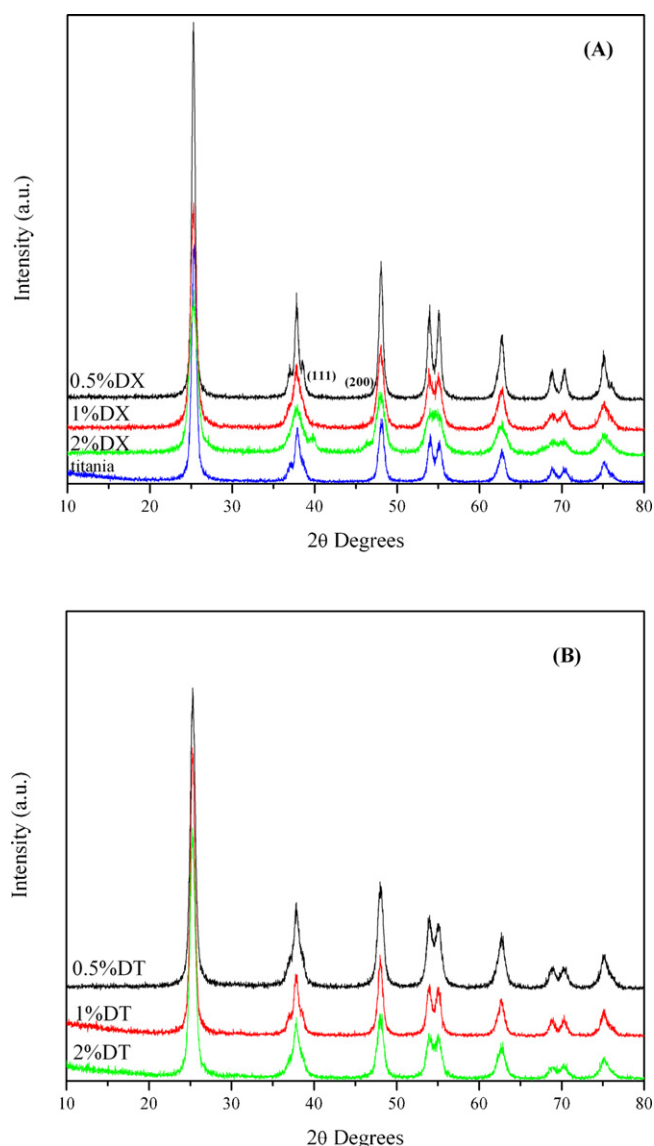 (A)
Intensity (a.u.)
0.5%DX
(111)
(200)
1%DX
2%DX
titania
10 20 30 40 50 60 70 80
2θ Degrees
(B)
Intensity (a.u.)
0.5%DT
1%DT
2%DT
10 20 30 40 50 60 70 80
2θ Degrees